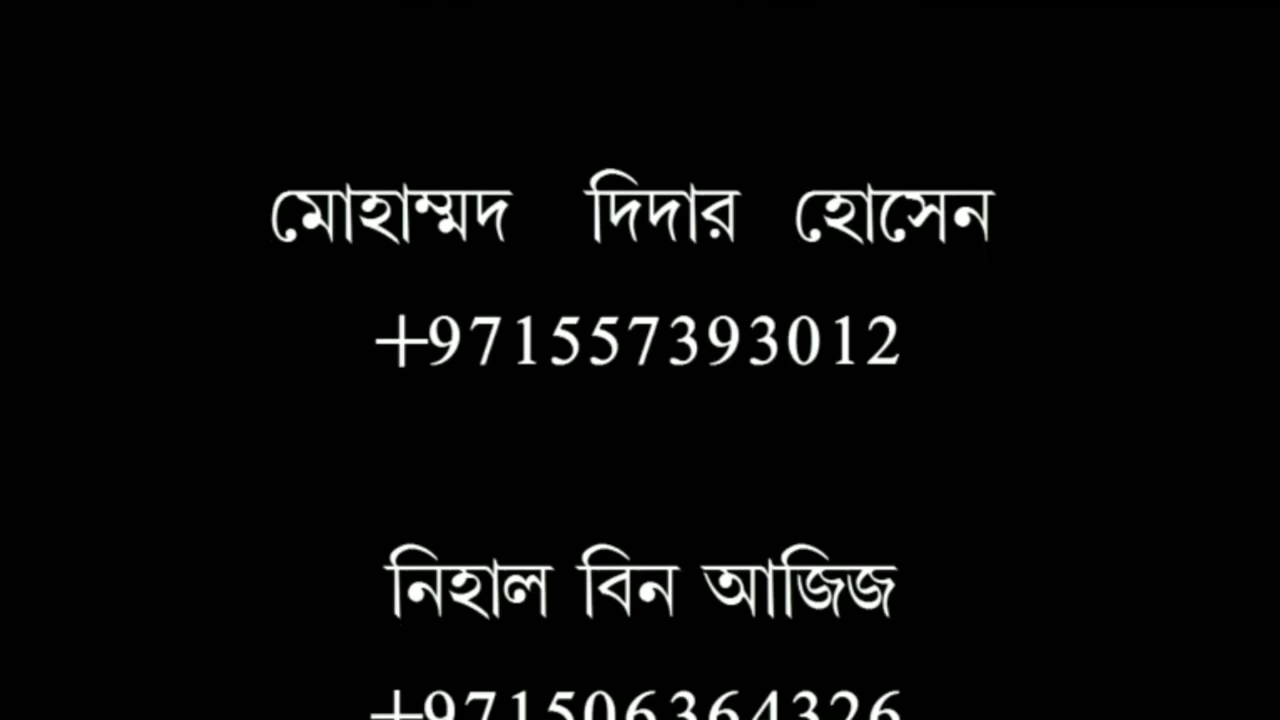 মোহাম্মদ দিদার হোসেন
+971557393012
নিহাল বিন আজিজ
+971506364326